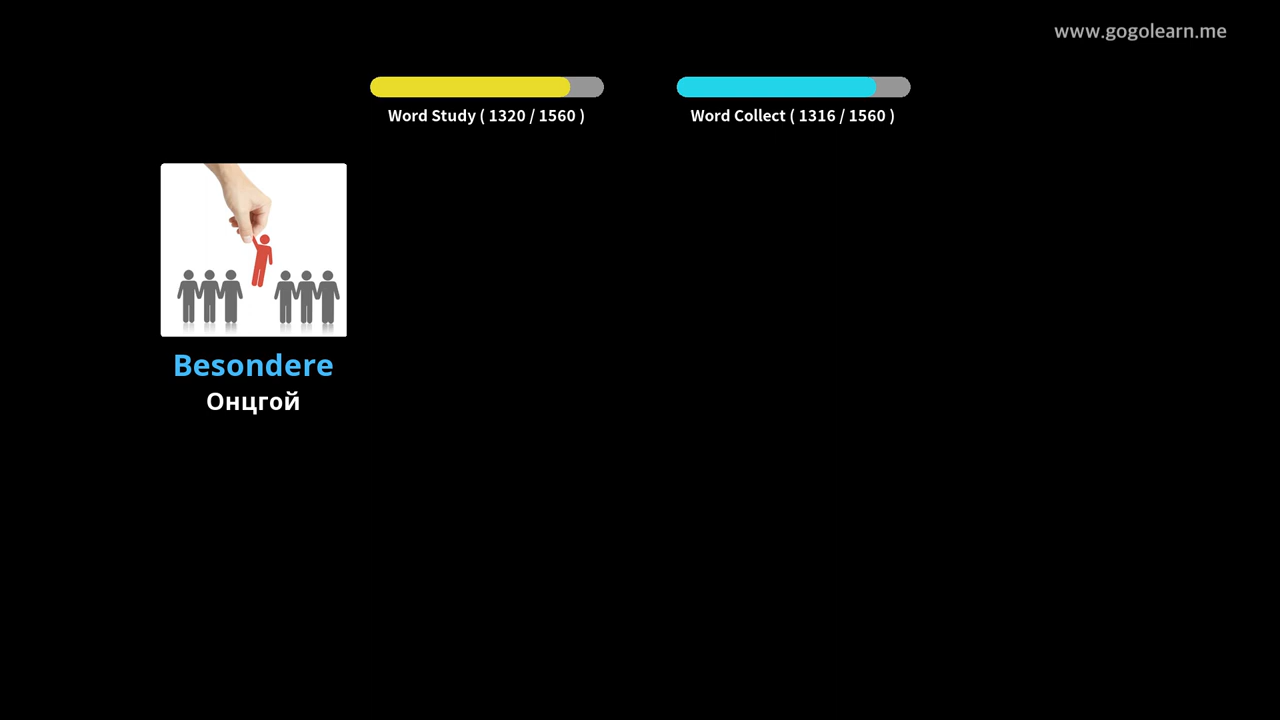 www.gogolearn.me
Word Study ( 1320 / 1560 )
Word Collect ( 1316 / 1560 )
Besondere
Онцгой